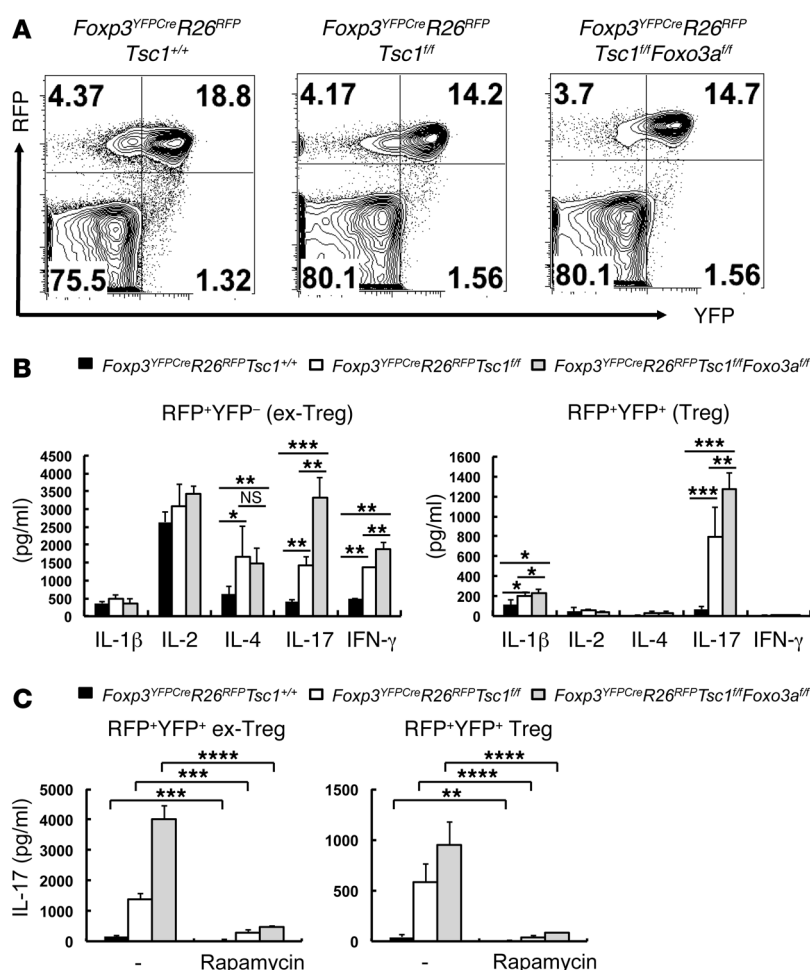 A
Foxp3YFPCreR26RFP
Tsc1+/+
Foxp3YFPCreR26RFP
Tsc1f/f
Foxp3YFPCreR26RFP
Tsc1f/fFoxo3af/f
RFP
4.37 18.8
75.5 1.32
4.17 14.2
80.1 1.56
3.7 14.7
80.1 1.56
YFP
B
Foxp3YFPCreR26RFPTsc1+/+ Foxp3YFPCreR26RFPTsc1f/f Foxp3YFPCreR26RFPTsc1f/fFoxo3af/f
RFP+YFP– (ex-Treg)
(pg/ml)
4500
4000
3500
3000
2500
2000
1500
1000
500
0
** NS * *** ** ** ** ** **
IL-1β IL-2 IL-4 IL-17 IFN-γ
RFP+YFP+ (Treg)
(pg/ml)
1600
1400
1200
1000
800
600
400
200
0
* * * *** ** ***
IL-1β IL-2 IL-4 IL-17 IFN-γ
C
Foxp3YFPCreR26RFPTsc1+/+ Foxp3YFPCreR26RFPTsc1f/f Foxp3YFPCreR26RFPTsc1f/fFoxo3af/f
RFP+YFP+ ex-Treg
IL-17 (pg/ml)
5000
4000
3000
2000
1000
0
****
***
***
- Rapamycin
RFP+YFP+ Treg
1500
1000
500
0
****
****
**
- Rapamycin